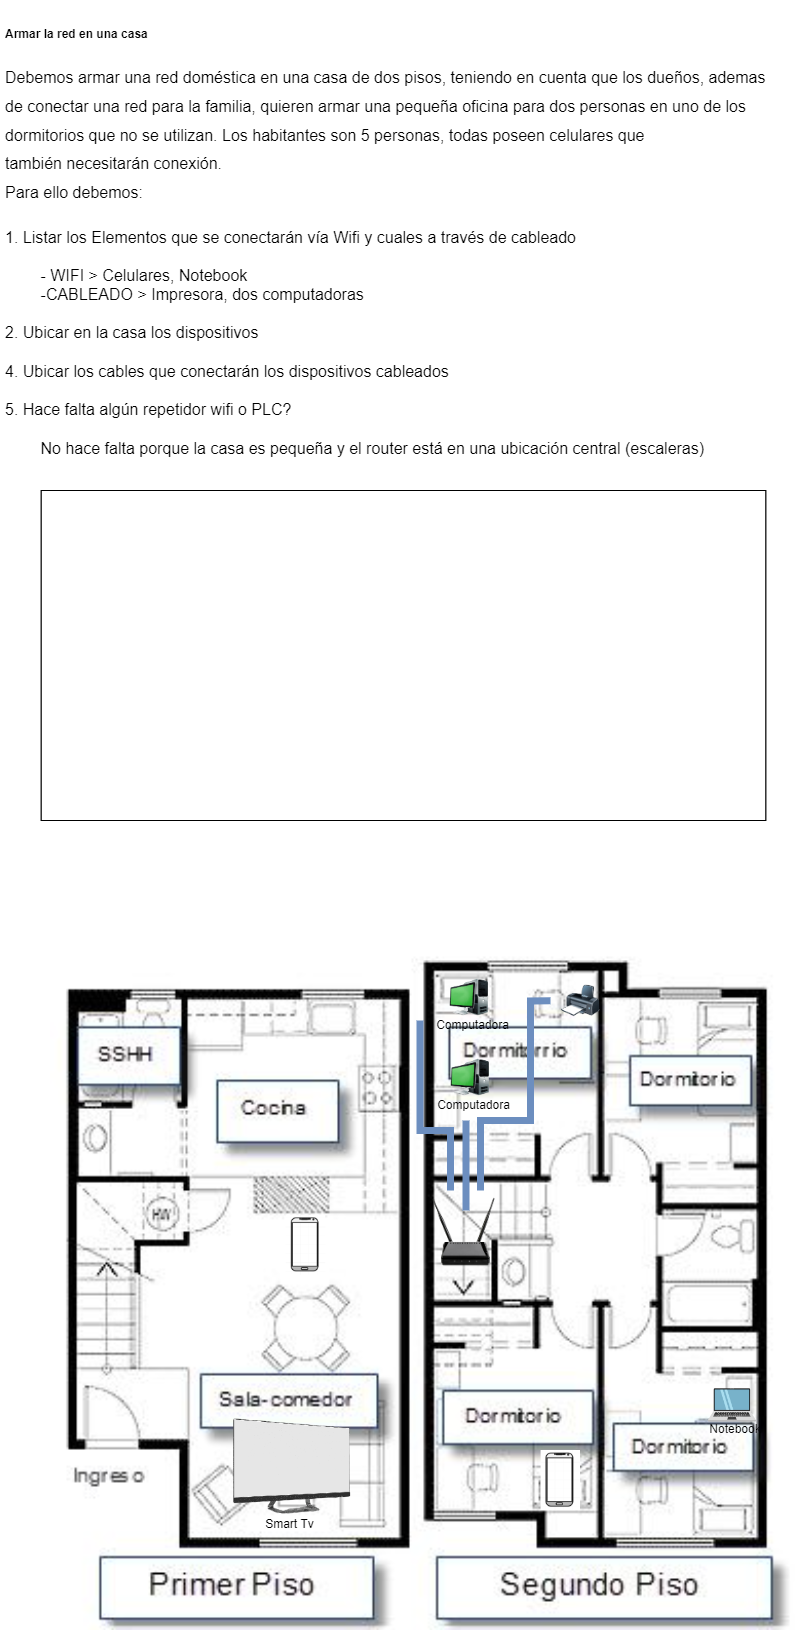 Armar la red en una casa
Debemos armar una red doméstica en una casa de dos pisos, teniendo en cuenta que los dueños, ademas
de conectar una red para la familia, quieren armar una pequeña oficina para dos personas en uno de los
dormitorios que no se utilizan. Los habitantes son 5 personas, todas poseen celulares que
también necesitarán conexión.
Para ello debemos:
1. Listar los Elementos que se conectarán vía Wifi y cuales a través de cableado
- WIFI > Celulares, Notebook
-CABLEADO > Impresora, dos computadoras
2. Ubicar en la casa los dispositivos
4. Ubicar los cables que conectarán los dispositivos cableados
5. Hace falta algún repetidor wifi o PLC?
No hace falta porque la casa es pequeña y el router está en una ubicación central (escaleras)
SSHH
Cocina
HW
Sala-comedor
Smart Tv
Ingreso
Primer Piso
Computadora
Dormitorrio
Computadora
Dormitorio
Dormitorio
Notebook
Dormitorio
Segundo Piso